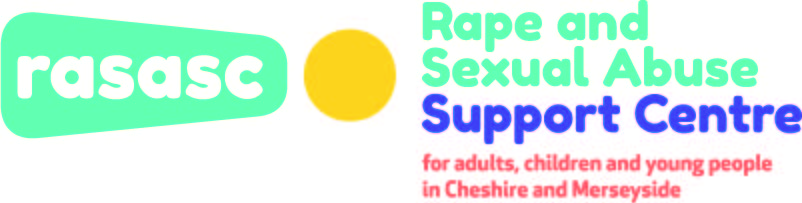 rasasc
Rape and
Sexual Abuse
Support Centre
for adults, children and young people
in Cheshire and Merseyside